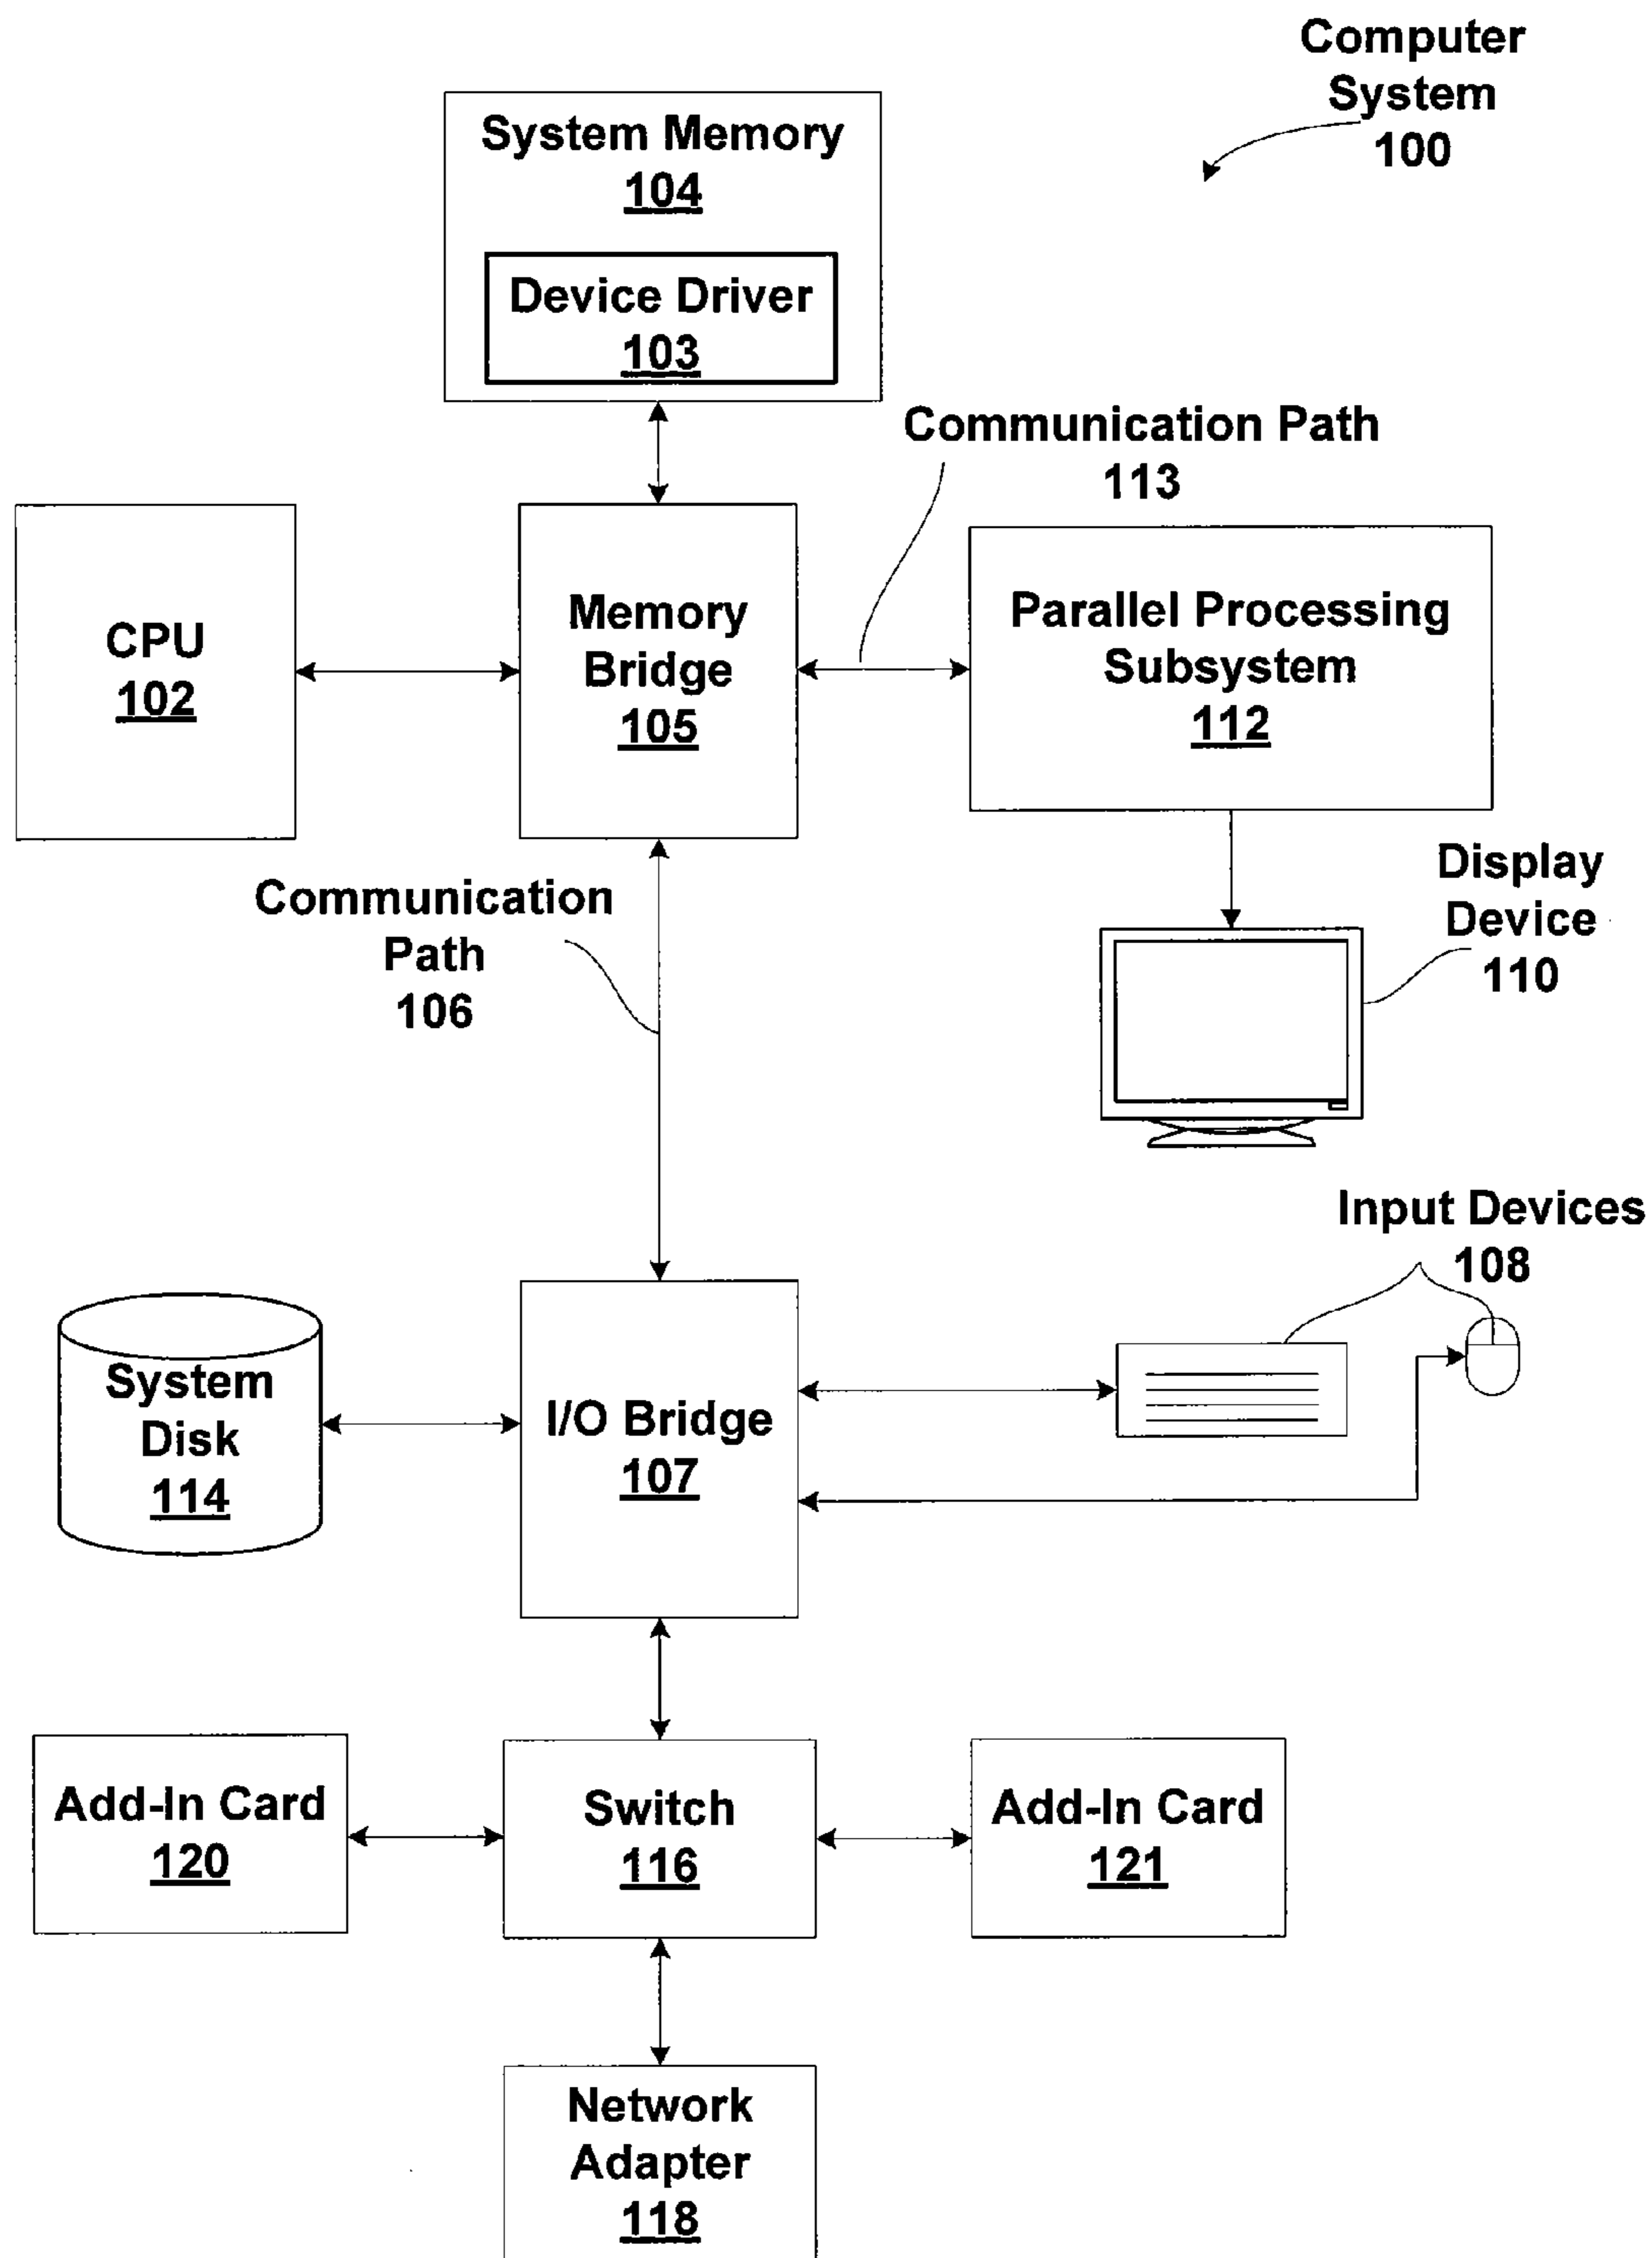 Computer
System
100
System Memory
104
Device Driver
103
Communication Path
113
CPU
102
Memory
Bridge
105
Parallel Processing
Subsystem
112
Communication
Path
106
Display
Device
110
Input Devices
108
System
Disk
114
I/O Bridge
107
Add-In Card
120
Switch
116
Add-In Card
121
Network
Adapter
118